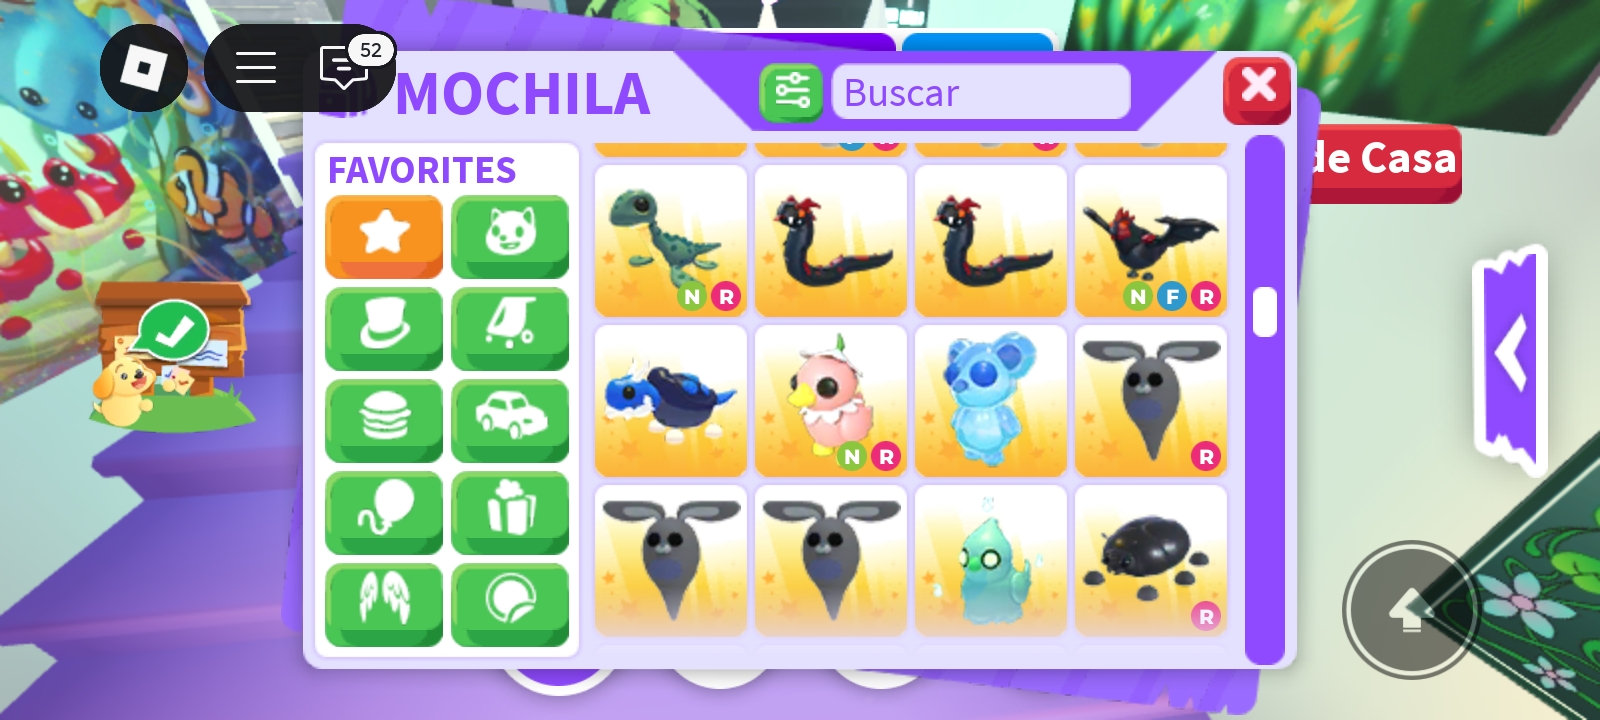 52
MOCHILA
Buscar
FAVORITES
de Casa
N R
N F R
N R
R
R